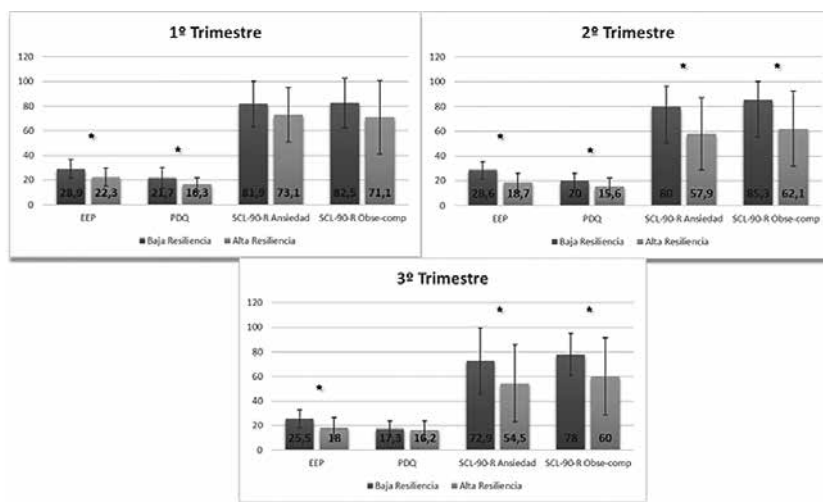 1º Trimestre
120
100
80
60
40
20
0
*
*
28,9 22,3 21,7 16,3 81,9 73,1 82,5 71,1
EEP PDQ SCL-90-R Ansiedad SCL-90-R Obse-comp
Baja Resiliencia Alta Resiliencia
2º Trimestre
120
100
80
60
40
20
0
*
*
*
*
28,6 18,7 20 15,6 80 57,9 85,3 62,1
EEP PDQ SCL-90-R Ansiedad SCL-90-R Obse-comp
Baja Resiliencia Alta Resiliencia
3º Trimestre
120
100
80
60
40
20
0
*
*
*
25,5 18 17,3 16,2 72,9 54,5 78 60
EEP PDQ SCL-90-R Ansiedad SCL-90-R Obse-comp
Baja Resiliencia Alta Resiliencia